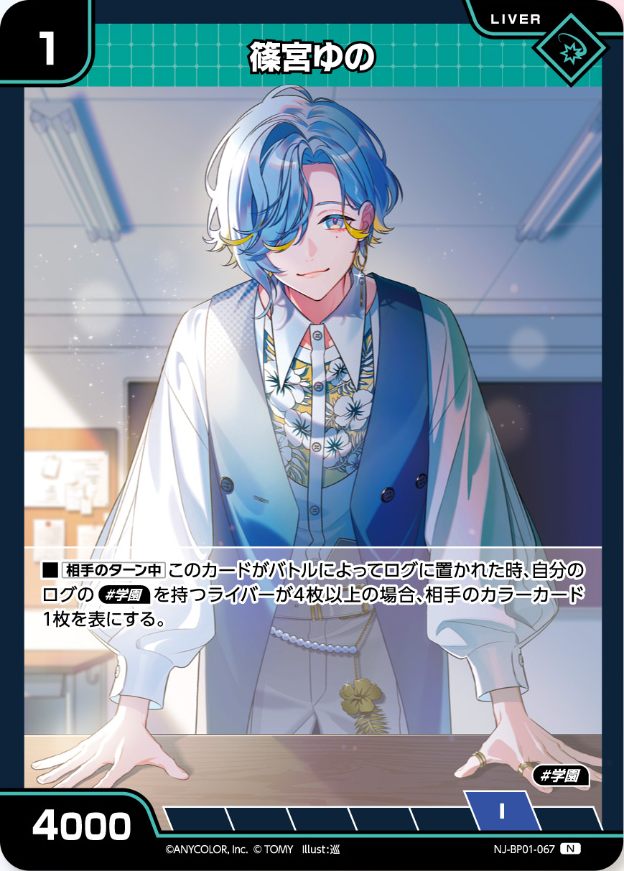 1
LIVER
篠宮ゆの
■ 相手のターン中 このカードがバトルによってログに置かれた時、自分の
ログの #学園 を持つライバーが4枚以上の場合、相手のカラーカード
1枚を表にする。
#学園
4000
I
©ANYCOLOR, Inc. © TOMY Illust:巡
NJ-BP01-067 N